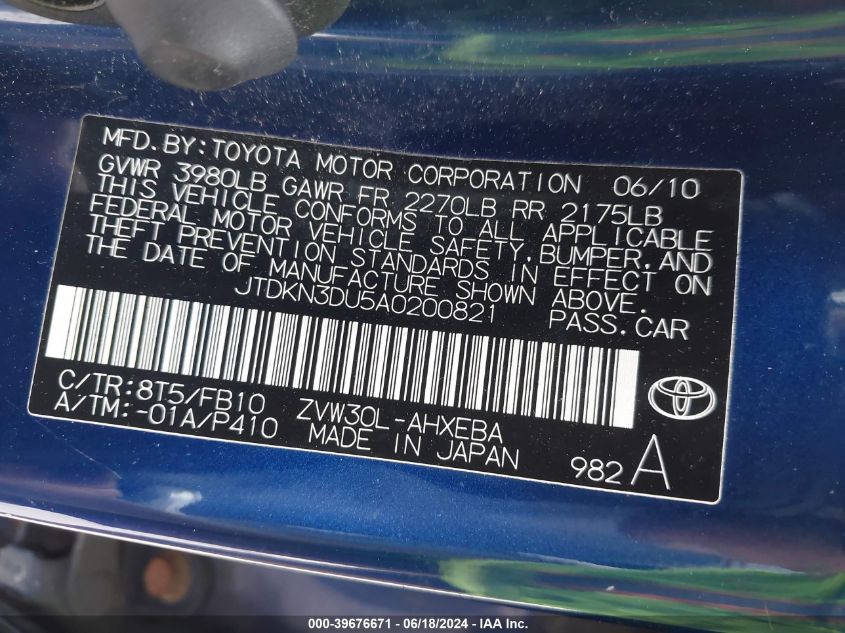 MFD.BY:TOYOTA MOTOR CORPORATION 06/10
GVWR 3980LB GAWR FR 2270LB RR 2175LB
THIS VEHICLE CONFORMS TO ALL APPLICABLE
FEDERAL MOTOR VEHICLE SAFETY,BUMPER,AND
THEFT PREVENTION STANDARDS IN EFFECT ON
THE DATE OF MANUFACTURE SHOWN ABOVE.
JTDKN3DU5A0200821 PASS.CAR
C/TR:8T5/FB10 ZVW30L-AHXEBA
A/TM:-01A/P410 MADE IN JAPAN
982 A
000-39676671 - 06/18/2024 - IAA Inc.